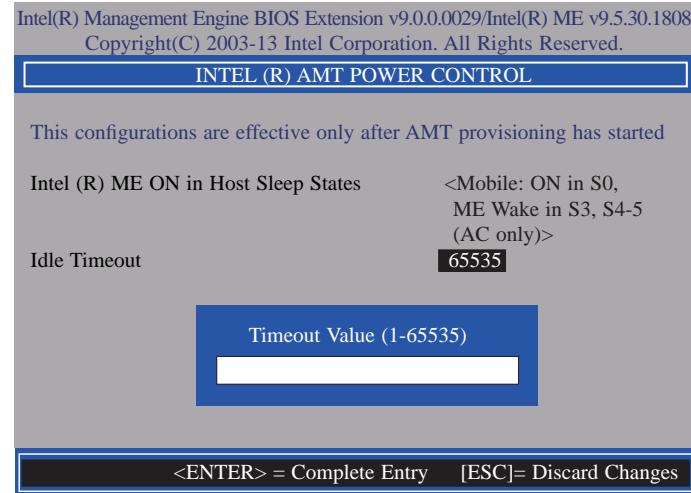 Intel(R) Management Engine BIOS Extension v9.0.0.0029/Intel(R) ME v9.5.30.1808
Copyright(C) 2003-13 Intel Corporation. All Rights Reserved.
INTEL (R) AMT POWER CONTROL
This configurations are effective only after AMT provisioning has started
Intel (R) ME ON in Host Sleep States <Mobile: ON in S0,
ME Wake in S3, S4-5
(AC only)>
Idle Timeout 65535
Timeout Value (1-65535)
<ENTER> = Complete Entry [ESC]= Discard Changes